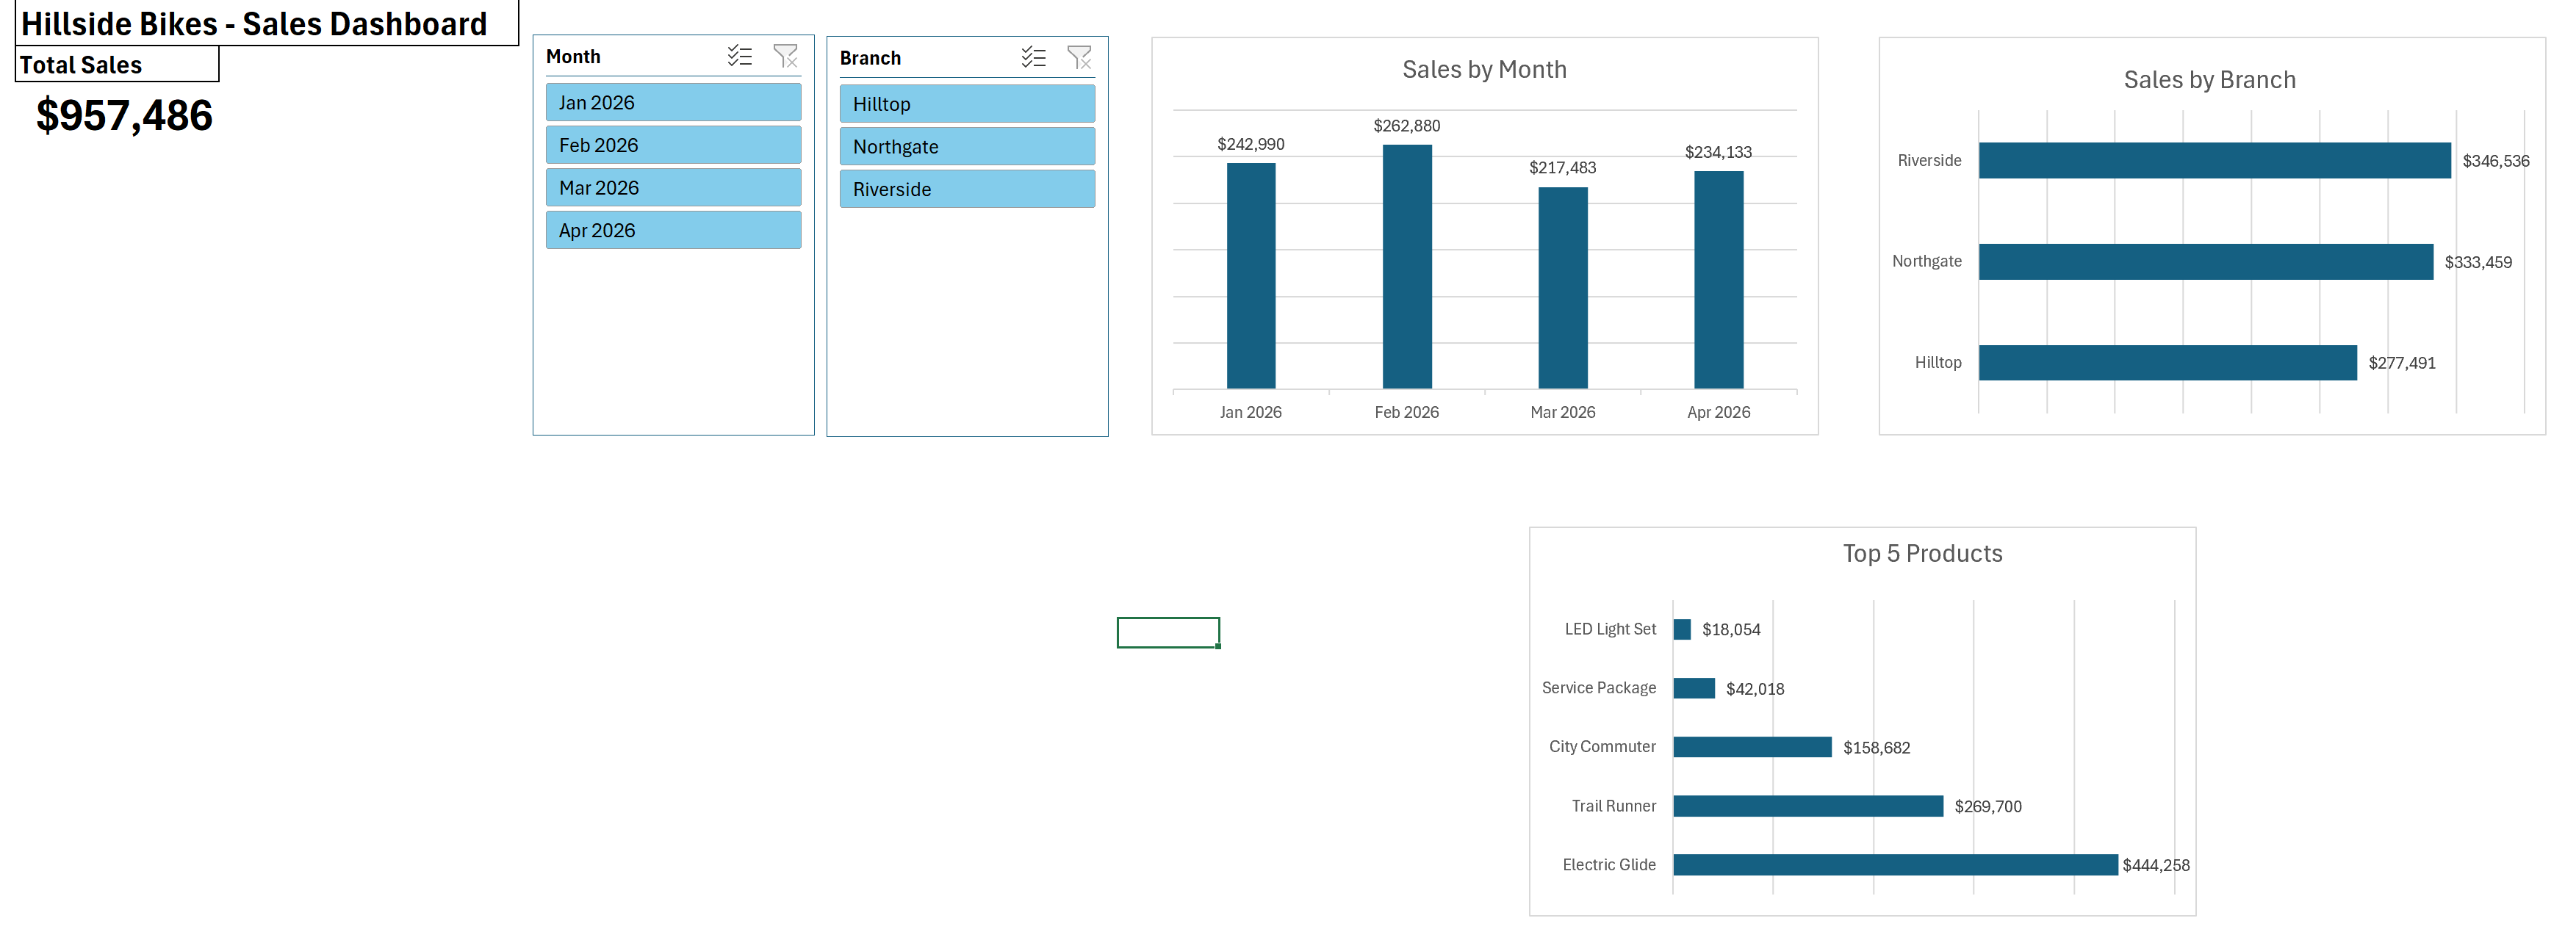 Hillside Bikes - Sales Dashboard
Total Sales
$957,486
Month
Jan 2026
Feb 2026
Mar 2026
Apr 2026
Branch
Hilltop
Northgate
Riverside
Sales by Month
$242,990
$262,880
$217,483
$234,133
Jan 2026
Feb 2026
Mar 2026
Apr 2026
Sales by Branch
Riverside
$346,536
Northgate
$333,459
Hilltop
$277,491
Top 5 Products
LED Light Set
$18,054
Service Package
$42,018
City Commuter
$158,682
Trail Runner
$269,700
Electric Glide
$444,258